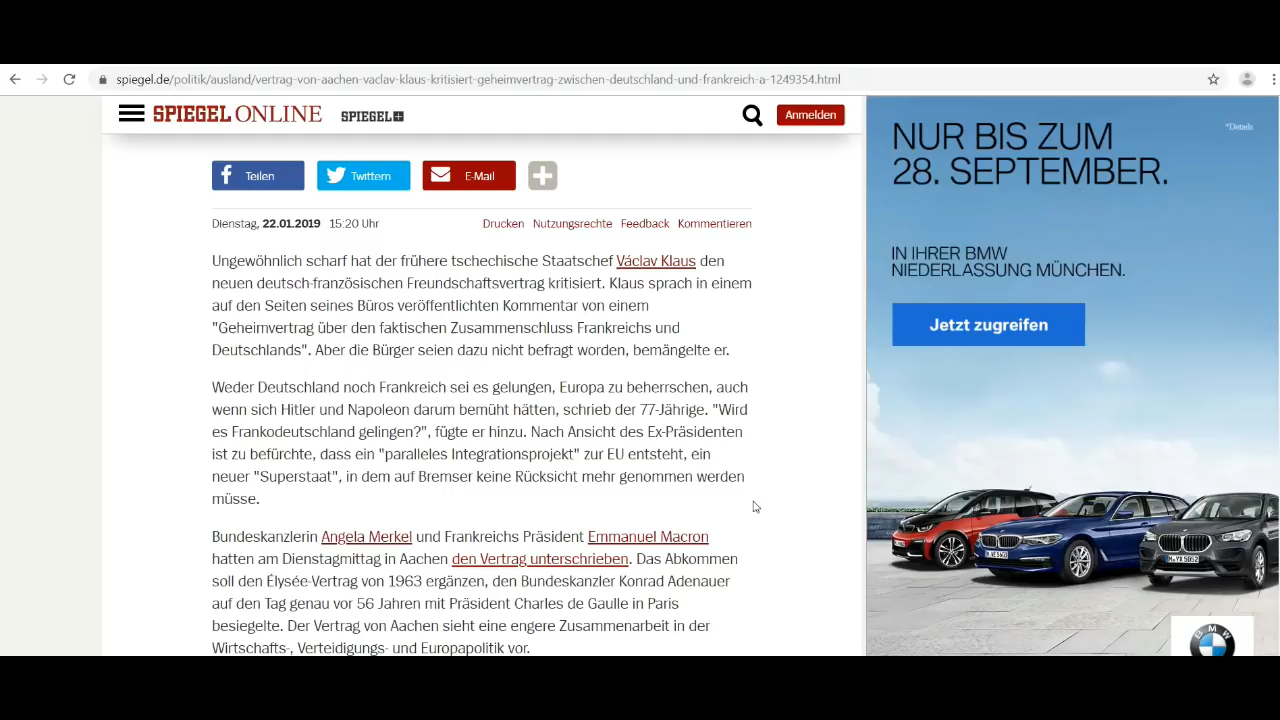 spiegel.de/politik/ausland/vertrag-von-aachen-vaclav-klaus-kritisiert-geheimvertrag-zwischen-deutschland-und-frankreich-a-1249354.html
SPIEGEL ONLINE
SPIEGEL+
Anmelden
Teilen
Twittern
E-Mail
Dienstag, 22.01.2019 15:20 Uhr
Drucken Nutzungsrechte Feedback Kommentieren
Ungewöhnlich scharf hat der frühere tschechische Staatschef Václav Klaus den
neuen deutsch-französischen Freundschaftsvertrag kritisiert. Klaus sprach in einem
auf den Seiten seines Büros veröffentlichten Kommentar von einem
"Geheimvertrag über den faktischen Zusammenschluss Frankreichs und
Deutschlands". Aber die Bürger seien dazu nicht befragt worden, bemängelte er.
Weder Deutschland noch Frankreich sei es gelungen, Europa zu beherrschen, auch
wenn sich Hitler und Napoleon darum bemüht hätten, schrieb der 77-Jährige. "Wird
es Frankodeutschland gelingen?", fügte er hinzu. Nach Ansicht des Ex-Präsidenten
ist zu befürchte, dass ein "paralleles Integrationsprojekt" zur EU entsteht, ein
neuer "Superstaat", in dem auf Bremser keine Rücksicht mehr genommen werden
müsse.
Bundeskanzlerin Angela Merkel und Frankreichs Präsident Emmanuel Macron
hatten am Dienstagmittag in Aachen den Vertrag unterschrieben. Das Abkommen
soll den Élysée-Vertrag von 1963 ergänzen, den Bundeskanzler Konrad Adenauer
auf den Tag genau vor 56 Jahren mit Präsident Charles de Gaulle in Paris
besiegelte. Der Vertrag von Aachen sieht eine engere Zusammenarbeit in der
Wirtschafts-, Verteidigungs- und Europapolitik vor.
NUR BIS ZUM
28. SEPTEMBER.
*Details
IN IHRER BMW
NIEDERLASSUNG MÜNCHEN.
Jetzt zugreifen
BMW